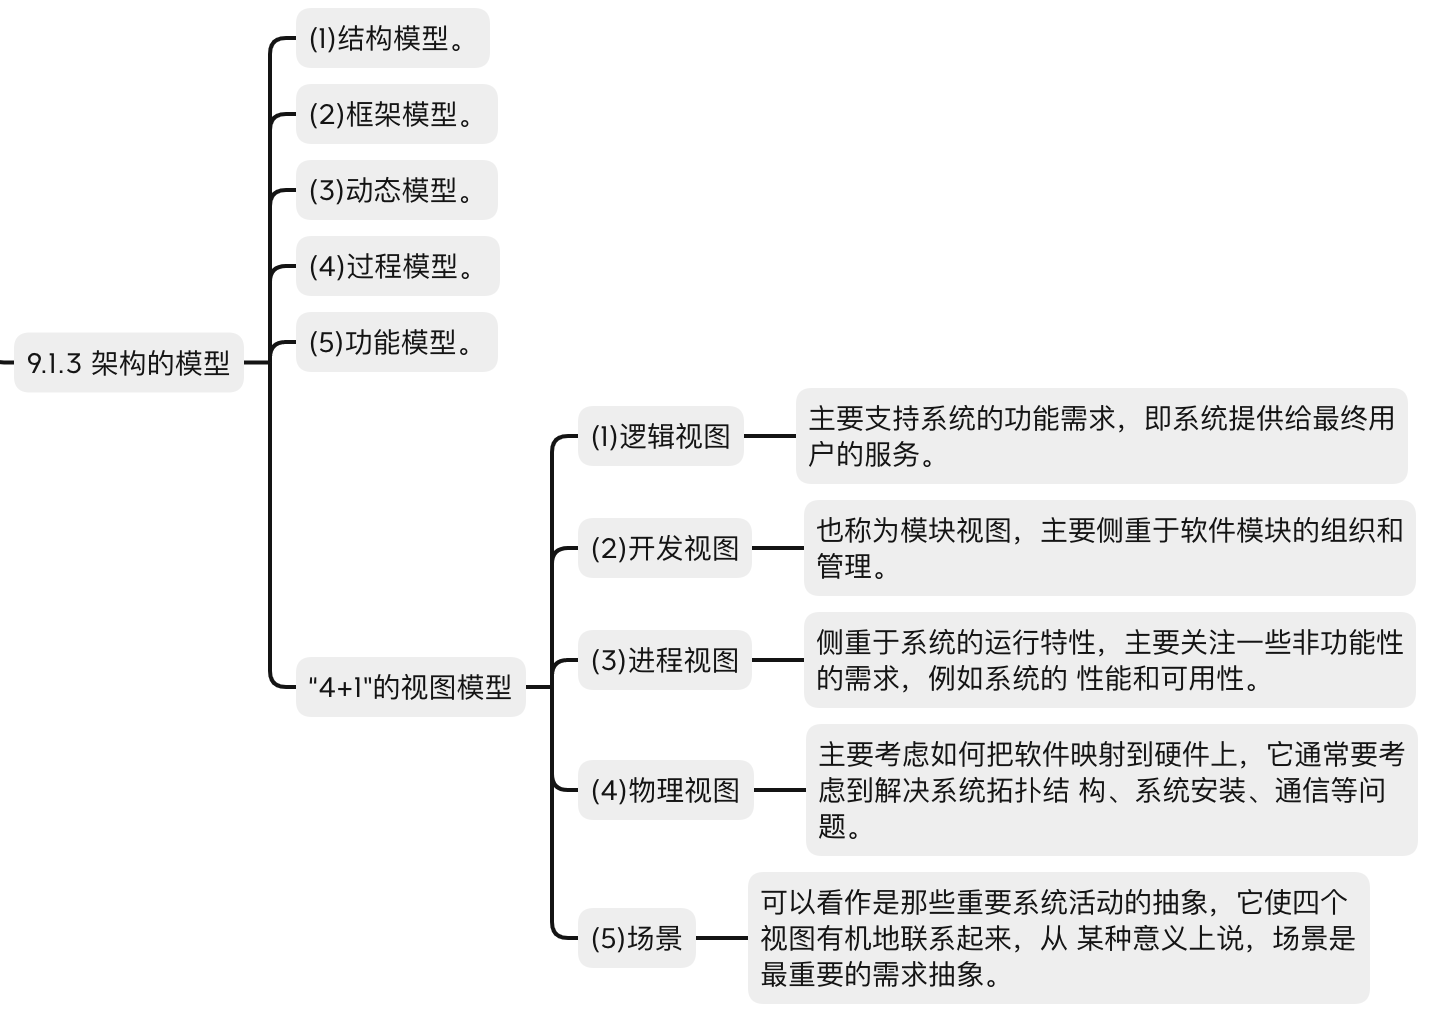 9.1.3 架构的模型
(1)结构模型。
(2)框架模型。
(3)动态模型。
(4)过程模型。
(5)功能模型。
"4+1"的视图模型
(1)逻辑视图
主要支持系统的功能需求，即系统提供给最终用
户的服务。
(2)开发视图
也称为模块视图，主要侧重于软件模块的组织和
管理。
(3)进程视图
侧重于系统的运行特性，主要关注一些非功能性
的需求，例如系统的 性能和可用性。
(4)物理视图
主要考虑如何把软件映射到硬件上，它通常要考
虑到解决系统拓扑结 构、系统安装、通信等问
题。
(5)场景
可以看作是那些重要系统活动的抽象，它使四个
视图有机地联系起来，从 某种意义上说，场景是
最重要的需求抽象。